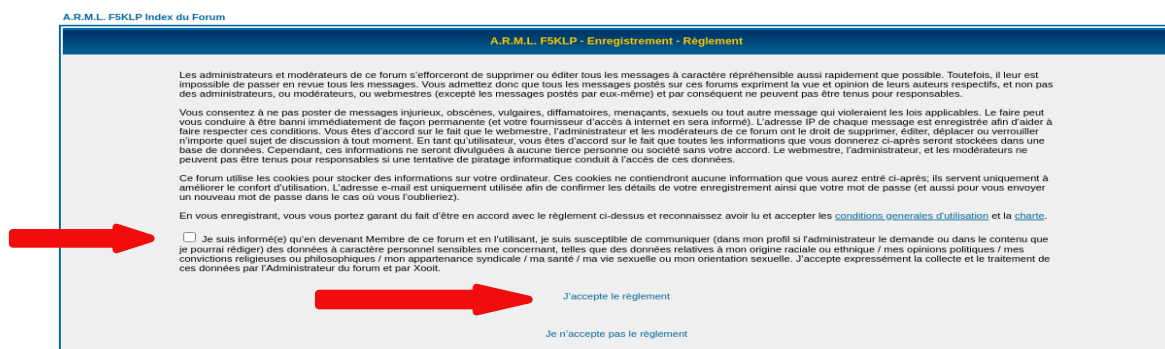 A.R.M.L. F5KLP Index du Forum
A.R.M.L. F5KLP - Enregistrement - Règlement
Les administrateurs et modérateurs de ce forum s'efforceront de supprimer ou éditer tous les messages à caractère répréhensible aussi rapidement que possible. Toutefois, il leur est
impossible de passer en revue tous les messages. Vous admettez donc que tous les messages postés sur ces forums expriment la vue et opinion de leurs auteurs respectifs, et non pas
des administrateurs, ou modérateurs, ou webmestres (excepté les messages postés par eux-même) et par conséquent ne peuvent pas être tenus pour responsables.
Vous consentez à ne pas poster de messages injurieux, obscènes, vulgaires, diffamatoires, menaçants, sexuels ou tout autre message qui violeraient les lois applicables. Le faire peut
vous conduire à être banni immédiatement de façon permanente (et votre fournisseur d'accès à internet en sera informé). L'adresse IP de chaque message est enregistrée afin d'aider à
faire respecter ces conditions. Vous êtes d'accord sur le fait que le webmestre, l'administrateur et les modérateurs de ce forum ont le droit de supprimer, éditer, déplacer ou verrouiller
n'importe quel sujet de discussion à tout moment. En tant qu'utilisateur, vous êtes d'accord sur le fait que toutes les informations que vous donnerez ci-après seront stockées dans une
base de données. Cependant, ces informations ne seront divulguées à aucune tierce personne ou société sans votre accord. Le webmestre, l'administrateur, et les modérateurs ne
peuvent pas être tenus pour responsables si une tentative de piratage informatique conduit à l'accès de ces données.
Ce forum utilise les cookies pour stocker des informations sur votre ordinateur. Ces cookies ne contiendront aucune information que vous aurez entré ci-après; ils servent uniquement à
améliorer le confort d'utilisation. L'adresse e-mail est uniquement utilisée afin de confirmer les détails de votre enregistrement ainsi que votre mot de passe (et aussi pour vous envoyer
un nouveau mot de passe dans le cas où vous l'oublieriez).
En vous enregistrant, vous vous portez garant du fait d'être en accord avec le règlement ci-dessus et reconnaissez avoir lu et accepter les conditions generales d'utilisation et la charte.
Je suis informé(e) qu'en devenant Membre de ce forum et en l'utilisant, je suis susceptible de communiquer (dans mon profil si l'administrateur le demande ou dans le contenu que
je pourrai rédiger) des données à caractère personnel sensibles me concernant, telles que des données relatives à mon origine raciale ou ethnique / mes opinions politiques / mes
convictions religieuses ou philosophiques / mon appartenance syndicale / ma santé / ma vie sexuelle ou mon orientation sexuelle. J'accepte expressément la collecte et le traitement de
ces données par l'Administrateur du forum et par Xooit.
J'accepte le règlement
Je n'accepte pas le règlement